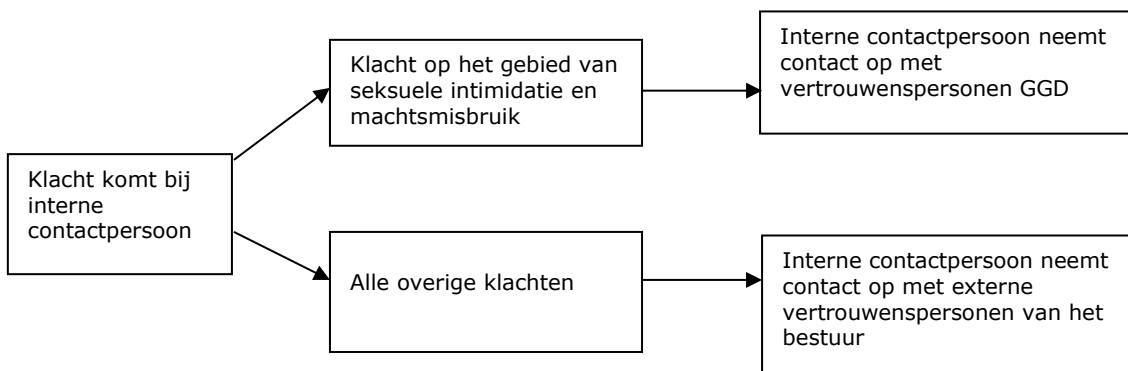 Klacht komt bij
interne
contactpersoon
Klacht op het gebied van
seksuele intimidatie en
machtsmisbruik
Interne contactpersoon neemt
contact op met
vertrouwenspersonen GGD
Alle overige klachten
Interne contactpersoon neemt
contact op met externe
vertrouwenspersonen van het
bestuur